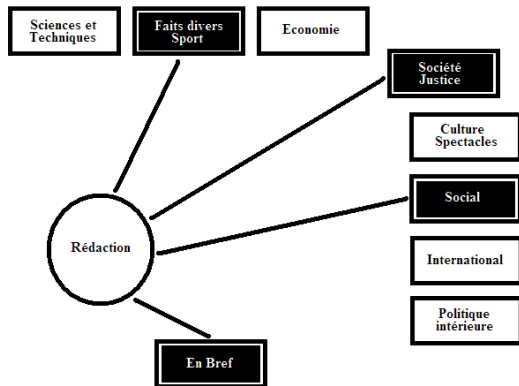 Sciences et
Techniques
Faits divers
Sport
Economie
Société
Justice
Culture
Spectacles
Social
Rédaction
International
Politique
intérieure
En Bref